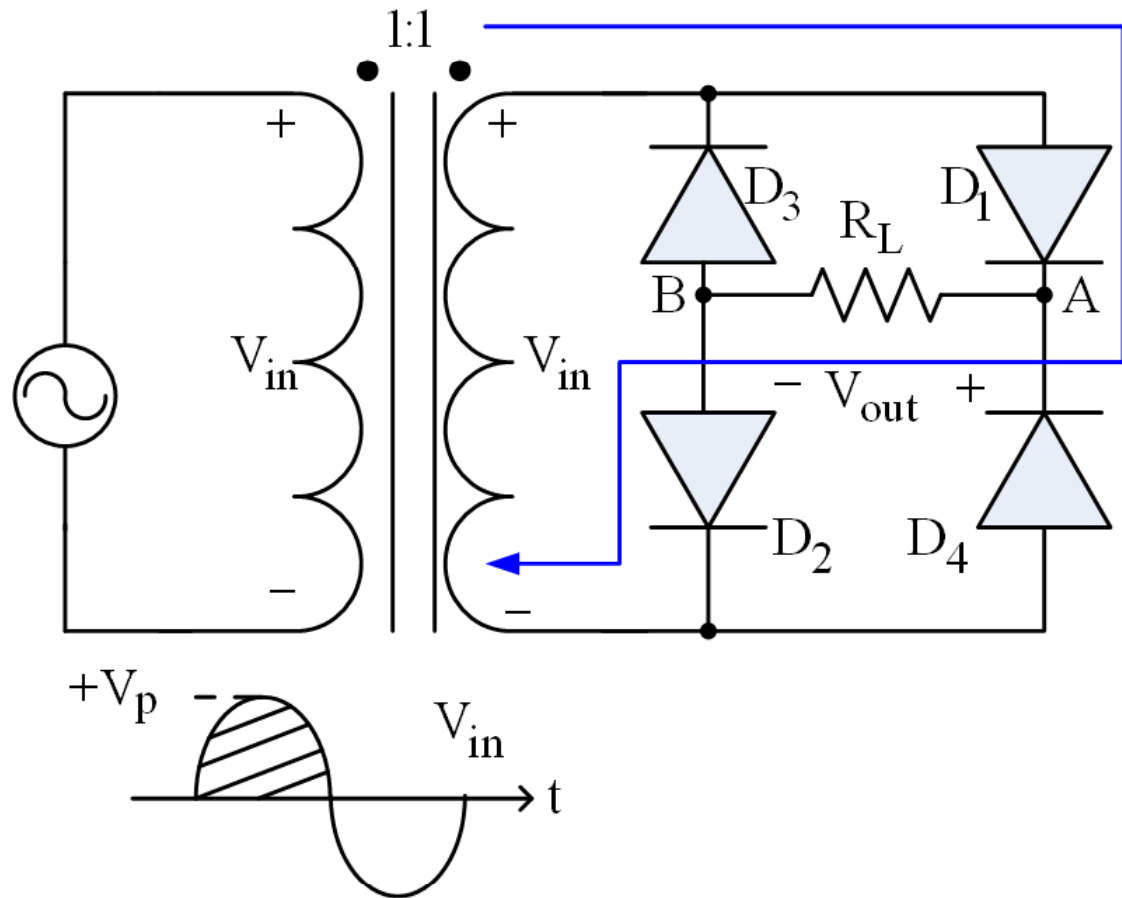 1:1
+ +
D3 D1
RL
B A
Vin Vin
- Vout +
D2 D4
- -
+Vp
Vin
t